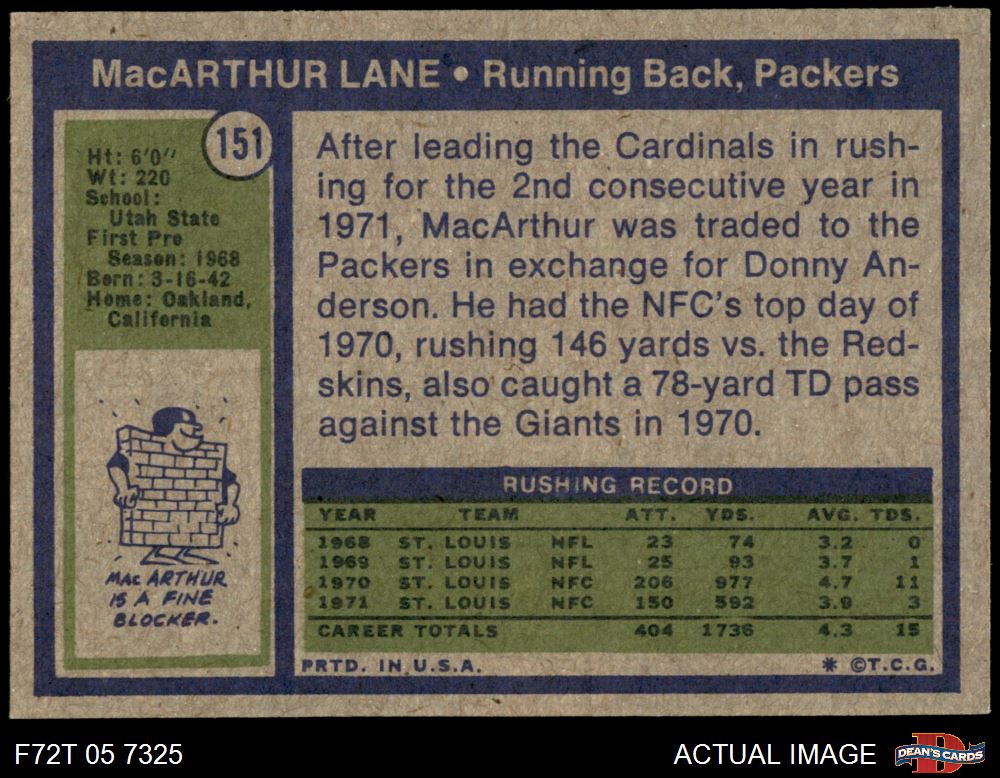 MacARTHUR LANE • Running Back, Packers
151
Ht: 6'0"
Wt: 220
School:
Utah State
First Pro
Season: 1968
Born: 3-16-42
Home: Oakland,
California
MAC ARTHUR
IS A FINE
BLOCKER.
After leading the Cardinals in rush-
ing for the 2nd consecutive year in
1971, MacArthur was traded to the
Packers in exchange for Donny An-
derson. He had the NFC's top day of
1970, rushing 146 yards vs. the Red-
skins, also caught a 78-yard TD pass
against the Giants in 1970.
RUSHING RECORD
YEAR TEAM ATT. YDS. AVG. TDS.
1968 ST. LOUIS NFL 23 74 3.2 0
1969 ST. LOUIS NFL 25 93 3.7 1
1970 ST. LOUIS NFC 206 977 4.7 11
1971 ST. LOUIS NFC 150 592 3.9 3
CAREER TOTALS 404 1736 4.3 15
PRTD. IN U.S.A. * ©T.C.G.
F72T 05 7325 ACTUAL IMAGE DEAN'S CARDS